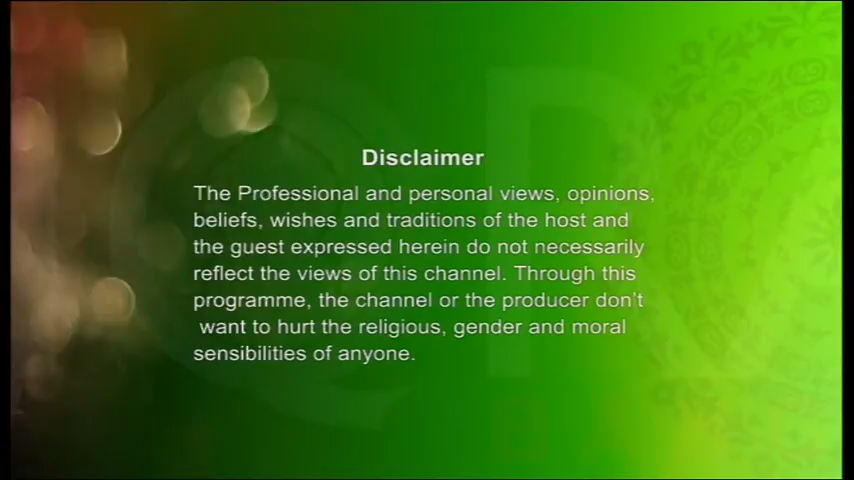 Disclaimer
The Professional and personal views, opinions,
beliefs, wishes and traditions of the host and
the guest expressed herein do not necessarily
reflect the views of this channel. Through this
programme, the channel or the producer don't
want to hurt the religious, gender and moral
sensibilities of anyone.